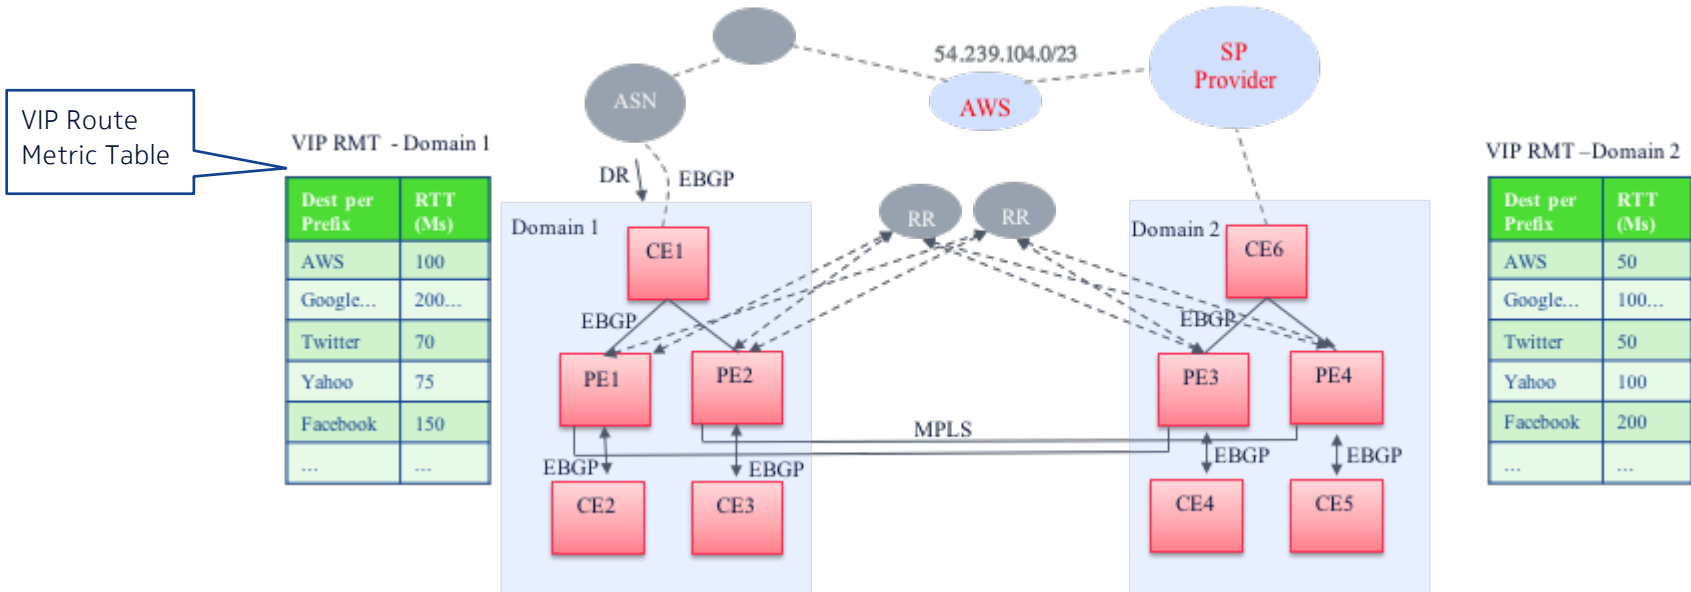 54.239.104.0/23
SP
Provider
ASN
AWS
VIP Route
Metric Table
VIP RMT - Domain 1
VIP RMT –Domain 2
DR
EBGP
Dest per
Prefix
RTT
(Ms)
AWS
100
Google...
200...
Twitter
70
Yahoo
75
Facebook
150
...
...
Domain 1
CE1
EBGP
PE1
PE2
EBGP
EBGP
CE2
CE3
RR
RR
MPLS
Domain 2
CE6
EBGP
PE3
PE4
EBGP
EBGP
CE4
CE5
Dest per
Prefix
RTT
(Ms)
AWS
50
Google...
100...
Twitter
50
Yahoo
100
Facebook
200
...
...